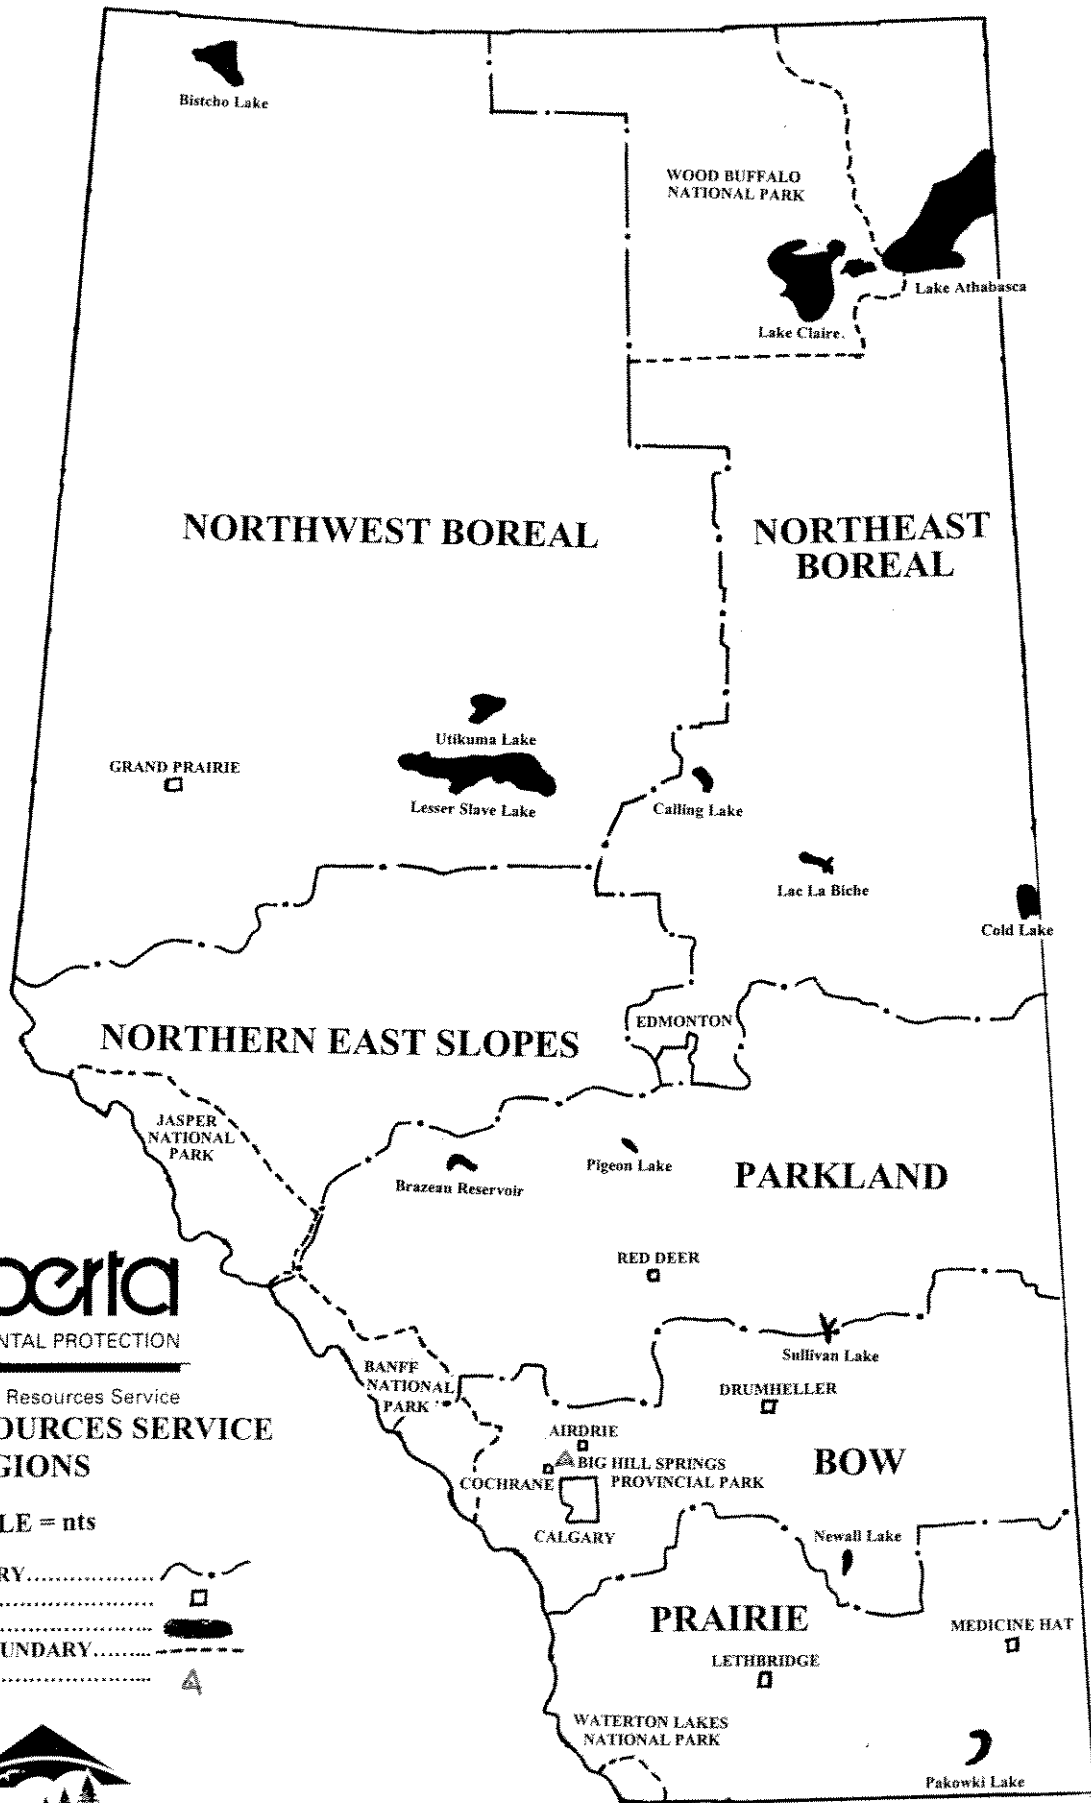 Bistcho Lake
WOOD BUFFALO
NATIONAL PARK
Lake Athabasca
Lake Claire.
NORTHWEST BOREAL
NORTHEAST
BOREAL
Utikuma Lake
GRAND PRAIRIE
Lesser Slave Lake
Calling Lake
Lac La Biche
Cold Lake
EDMONTON
NORTHERN EAST SLOPES
JASPER
NATIONAL
PARK
Pigeon Lake
Brazeau Reservoir
PARKLAND
RED DEER
berta
NTAL PROTECTION
Sullivan Lake
BANFF
NATIONAL
PARK
Resources Service
DRUMHELLER
OURCES SERVICE
GIONS
AIRDRIE
BIG HILL SPRINGS
PROVINCIAL PARK
COCHRANE
BOW
LE = nts
CALGARY
Newall Lake
RY.................
PRAIRIE
MEDICINE HAT
UNDARY.........
LETHBRIDGE
WATERTON LAKES
NATIONAL PARK
Pakowki Lake